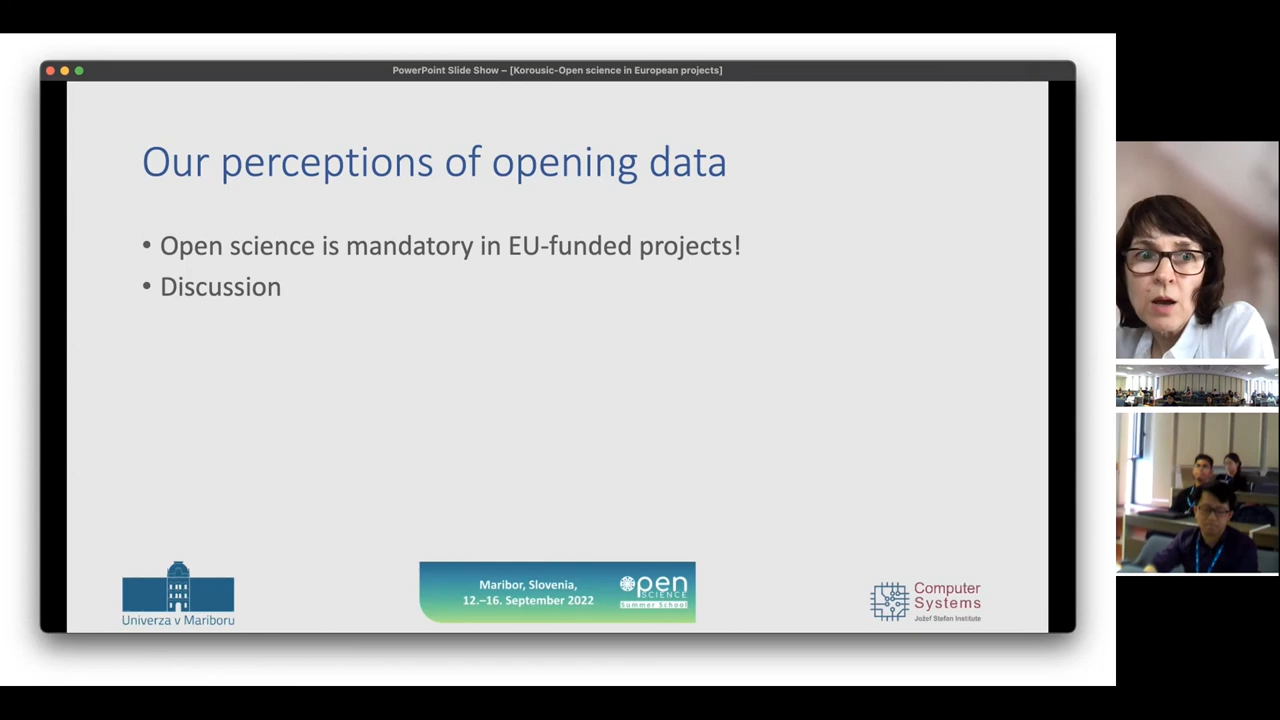 PowerPoint Slide Show – [Korousic-Open science in European projects]
Our perceptions of opening data
• Open science is mandatory in EU-funded projects!
• Discussion
Univerza v Mariboru
Maribor, Slovenia,
12.–16. September 2022
Open
SCIENCE
Summer School
Computer
Systems
Jožef Stefan Institute